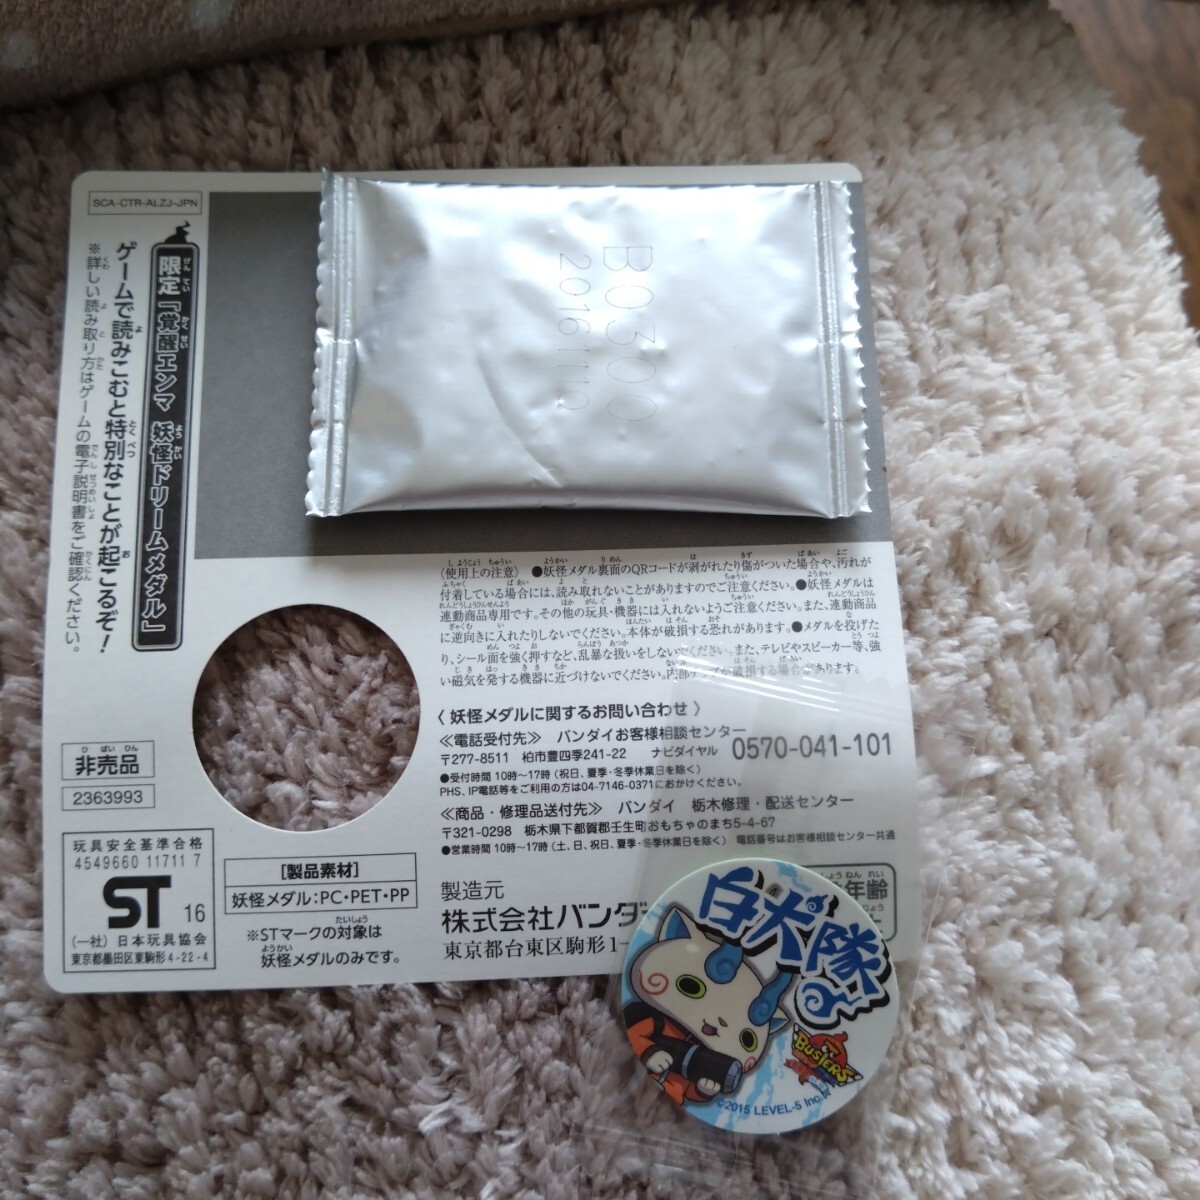 SCA-CTR-ALZJ-JPN
限定「覚醒エンマ 妖怪ドリームメダル」
ゲームで読みこむと特別なことが起こるぞ！
※詳しい読み取り方はゲームの電子説明書をご確認ください。
BO300
2016.11.10
〈使用上の注意〉 ●妖怪メダル裏面のQRコードが剥がれたり傷がついた場合や、汚れが
付着している場合には、読み取れないことがありますのでご注意ください。●妖怪メダルは
連動商品専用です。その他の玩具・機器には入れないようご注意ください。また、連動商品
に逆向きに入れたりしないでください。本体が破損する恐れがあります。●メダルを投げた
り、シール面を強く押すなど、乱暴な扱いをしないでください。また、テレビやスピーカー等、強
い磁気を発する機器に近づけないでください。内部チップが破損する場合があります。
〈 妖怪メダルに関するお問い合わせ 〉
≪電話受付先≫ バンダイお客様相談センター
〒277-8511 柏市豊四季241-22 ナビダイヤル 0570-041-101
●受付時間 10時～17時 (祝日、夏季・冬季休業日を除く)
PHS、IP電話等をご利用の方は04-7146-0371におかけください。
≪商品・修理品送付先≫ バンダイ 栃木修理・配送センター
〒321-0298 栃木県下都賀郡壬生町おもちゃのまち5-4-67
●営業時間 10時～17時 (土、日、祝日、夏季・冬季休業日を除く) 電話番号はお客様相談センター共通
非売品
2363993
玩具安全基準合格
4549660 11711 7
ST 16
(一社) 日本玩具協会
東京都墨田区東駒形4-22-4
[製品素材]
妖怪メダル:PC・PET・PP
※STマークの対象は
妖怪メダルのみです。
製造元
株式会社バンダ
東京都台東区駒形1-
年齢
白犬隊
BUSTERS
©2015 LEVEL-5 Inc.